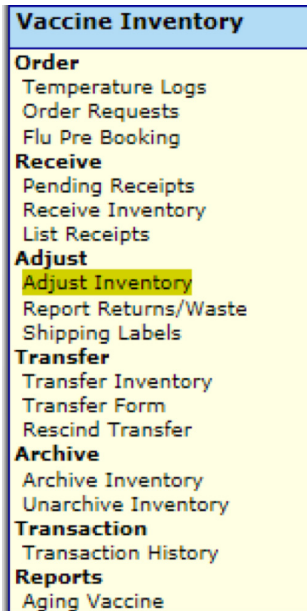 Vaccine Inventory
Order
Temperature Logs
Order Requests
Flu Pre Booking
Receive
Pending Receipts
Receive Inventory
List Receipts
Adjust
Adjust Inventory
Report Returns/Waste
Shipping Labels
Transfer
Transfer Inventory
Transfer Form
Rescind Transfer
Archive
Archive Inventory
Unarchive Inventory
Transaction
Transaction History
Reports
Aging Vaccine